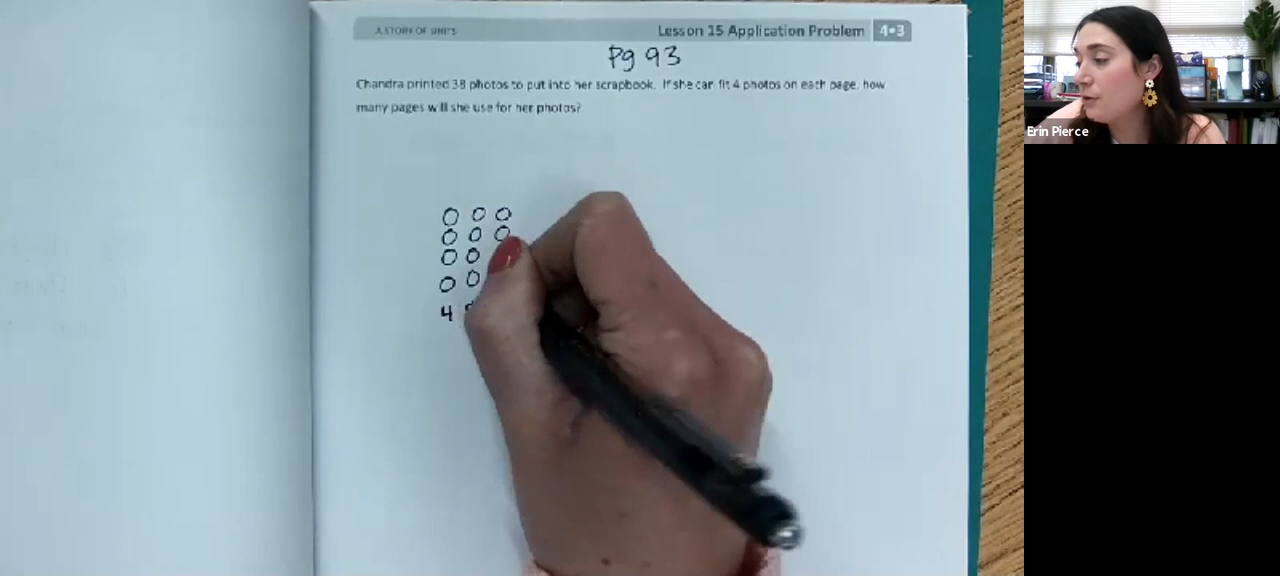 A STORY OF UNITS
Lesson 15 Application Problem 4•3
Pg 93
Chandra printed 38 photos to put into her scrapbook. If she can fit 4 photos on each page, how
many pages will she use for her photos?
4
Erin Pierce